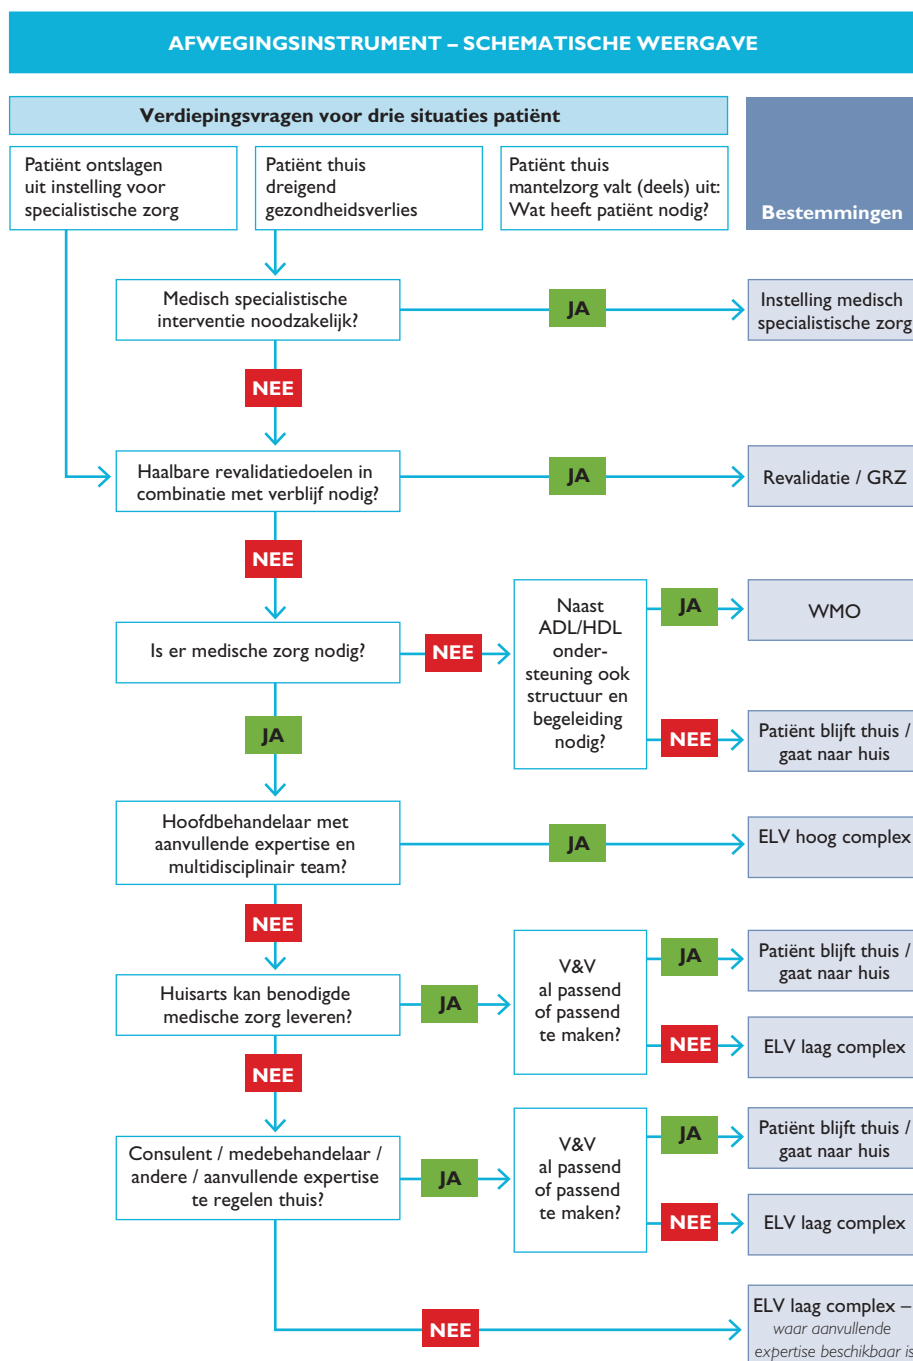 AFWEGINGSINSTRUMENT – SCHEMATISCHE WEERGAVE
Verdiepingsvragen voor drie situaties patiënt
Patiënt ontslagen
uit instelling voor
specialistische zorg
Patiënt thuis
dreigend
gezondheidsverlies
Patiënt thuis
mantelzorg valt (deels) uit:
Wat heeft patiënt nodig?
Bestemmingen
Medisch specialistische
interventie noodzakelijk?
JA
Instelling medisch
specialistische zorg
NEE
Haalbare revalidatiedoelen in
combinatie met verblijf nodig?
JA
Revalidatie / GRZ
NEE
Is er medische zorg nodig?
NEE
Naast
ADL/HDL
onder-
steuning ook
structuur en
begeleiding
nodig?
JA
WMO
NEE
Patiënt blijft thuis /
gaat naar huis
JA
Hoofdbehandelaar met
aanvullende expertise en
multidisciplinair team?
JA
ELV hoog complex
NEE
Huisarts kan benodigde
medische zorg leveren?
JA
V&V
al passend
of passend
te maken?
JA
Patiënt blijft thuis /
gaat naar huis
NEE
ELV laag complex
NEE
Consulent / medebehandelaar /
andere / aanvullende expertise
te regelen thuis?
JA
V&V
al passend
of passend
te maken?
JA
Patiënt blijft thuis /
gaat naar huis
NEE
ELV laag complex
NEE
ELV laag complex –
waar aanvullende
expertise beschikbaar is